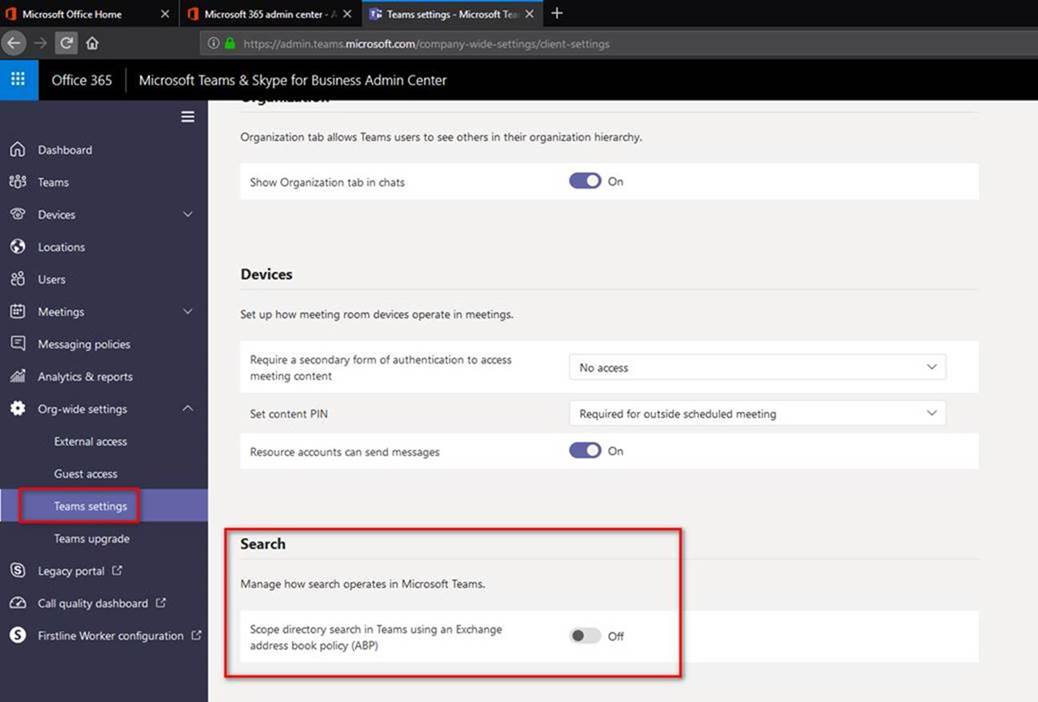 Microsoft Office Home
Microsoft 365 admin center - A
Teams settings - Microsoft Tea
https://admin.teams.microsoft.com/company-wide-settings/client-settings
Office 365
Microsoft Teams & Skype for Business Admin Center
Organization
Organization tab allows Teams users to see others in their organization hierarchy.
Show Organization tab in chats
On
Dashboard
Teams
Devices
Locations
Users
Meetings
Messaging policies
Analytics & reports
Org-wide settings
External access
Guest access
Teams settings
Teams upgrade
Legacy portal
Call quality dashboard
Firstline Worker configuration
Devices
Set up how meeting room devices operate in meetings.
Require a secondary form of authentication to access
meeting content
No access
Set content PIN
Required for outside scheduled meeting
Resource accounts can send messages
On
Search
Manage how search operates in Microsoft Teams.
Scope directory search in Teams using an Exchange
address book policy (ABP)
Off